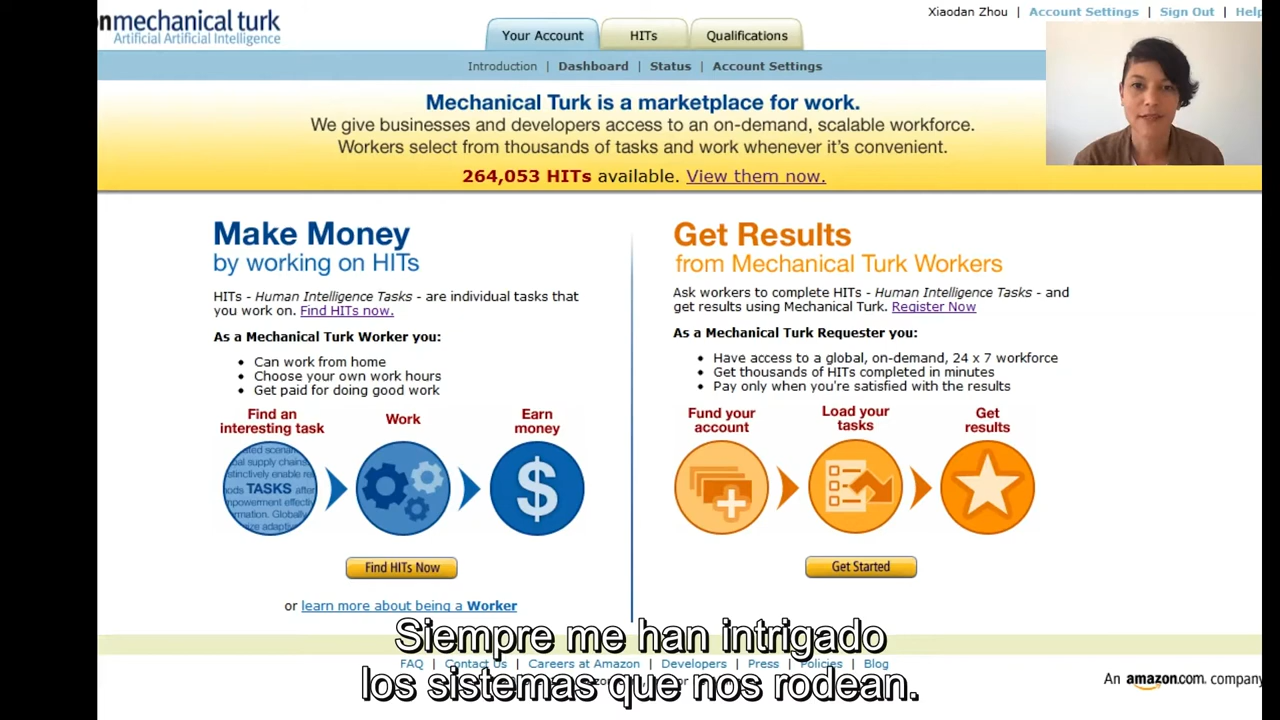 onmechanical turk
Artificial Artificial Intelligence
Your Account
HITs
Qualifications
Xiaodan Zhou | Account Settings | Sign Out | Help
Introduction | Dashboard | Status | Account Settings
Mechanical Turk is a marketplace for work.
We give businesses and developers access to an on-demand, scalable workforce.
Workers select from thousands of tasks and work whenever it's convenient.
264,053 HITs available. View them now.
Make Money
by working on HITs
HITs - Human Intelligence Tasks - are individual tasks that
you work on. Find HITs now.
As a Mechanical Turk Worker you:
• Can work from home
• Choose your own work hours
• Get paid for doing good work
Find an
interesting task
Work
Earn
money
TASKS
$
Find HITs Now
or learn more about being a Worker
Get Results
from Mechanical Turk Workers
Ask workers to complete HITs - Human Intelligence Tasks - and
get results using Mechanical Turk. Register Now
As a Mechanical Turk Requester you:
• Have access to a global, on-demand, 24 x 7 workforce
• Get thousands of HITs completed in minutes
• Pay only when you're satisfied with the results
Fund your
account
Load your
tasks
Get
results
Get Started
FAQ | Contact Us | Careers at Amazon | Developers | Press | Policies | Blog
An amazon.com company
Siempre me han intrigado
los sistemas que nos rodean.